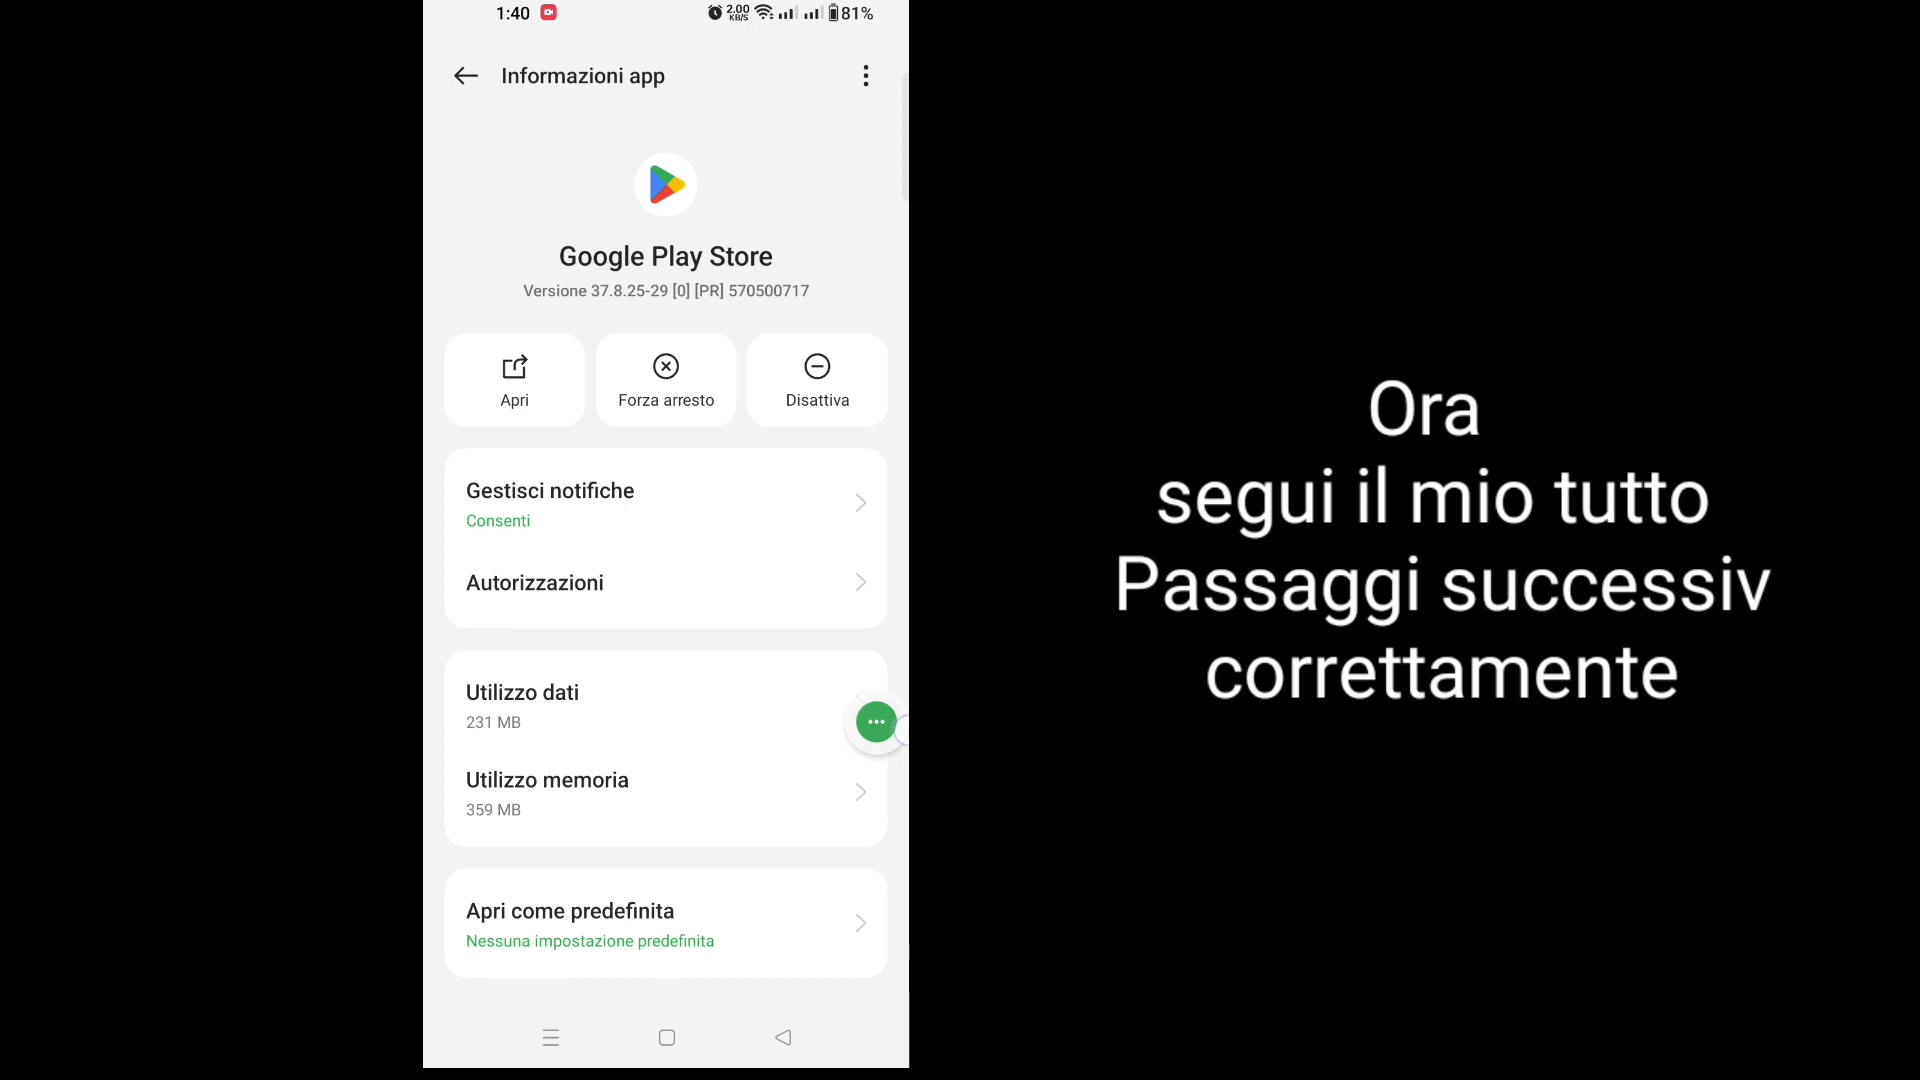 1:40
2.00
KB/S
81%
Informazioni app
Google Play Store
Versione 37.8.25-29 [0] [PR] 570500717
Apri
Forza arresto
Disattiva
Gestisci notifiche
Consenti
Autorizzazioni
Utilizzo dati
231 MB
Utilizzo memoria
359 MB
Apri come predefinita
Nessuna impostazione predefinita
Ora
segui il mio tutto
Passaggi successiv
correttamente